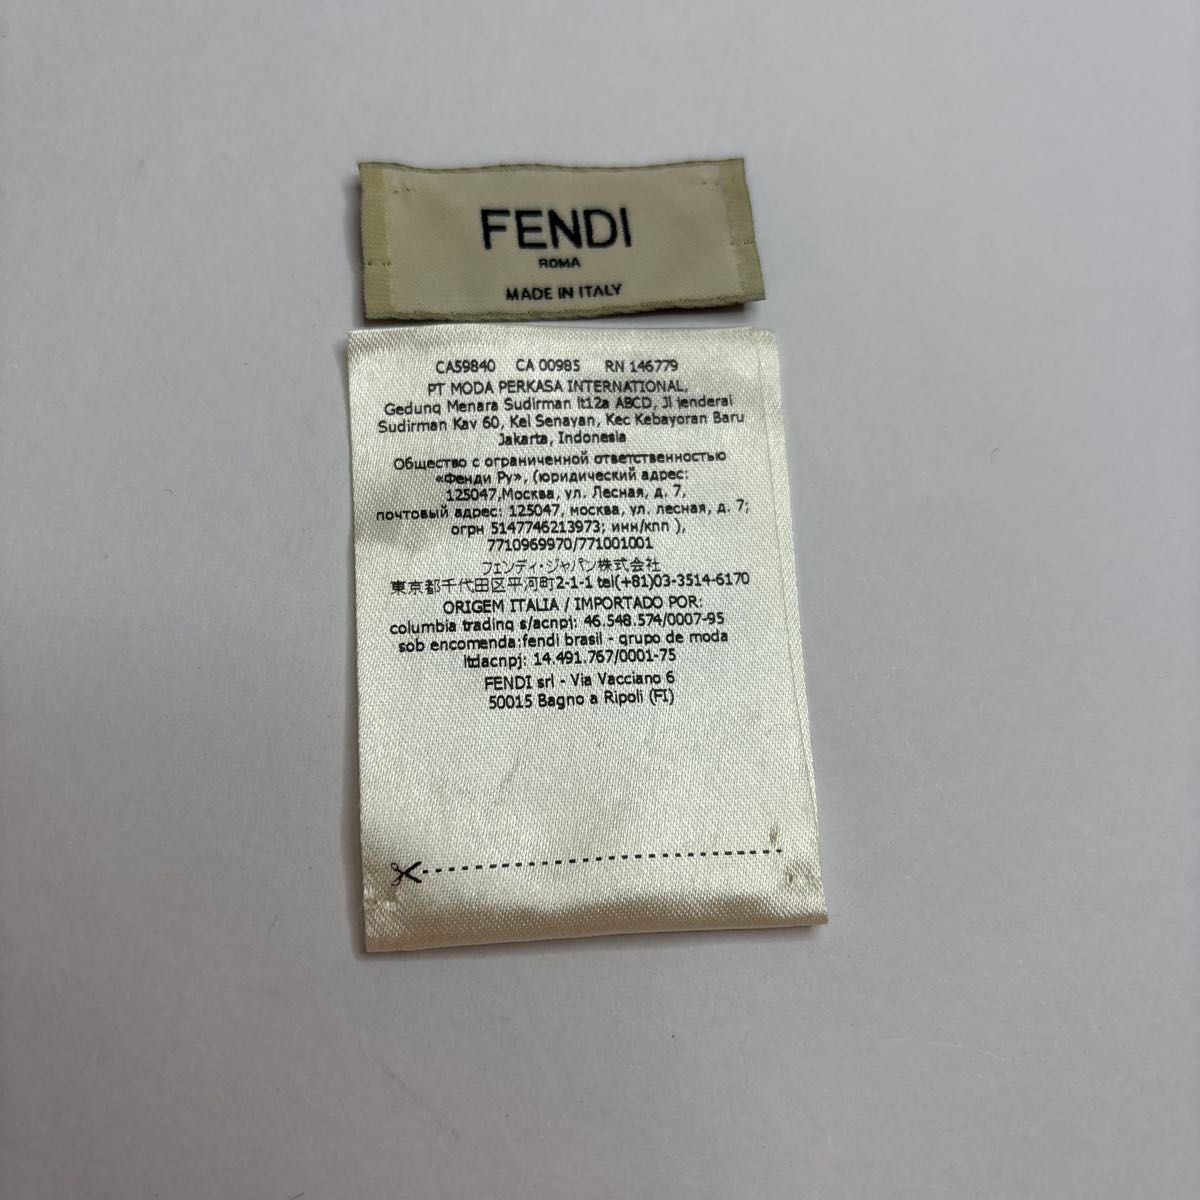 FENDI
ROMA
MADE IN ITALY
CA59840 CA 00985 RN 146779
PT MODA PERKASA INTERNATIONAL,
Gedung Menara Sudirman lt12a ABCD, Jl jenderal
Sudirman Kav 60, Kel Senayan, Kec Kebayoran Baru
Jakarta, Indonesia
Общество с ограниченной ответственностью
«Фенди Ру», (юридический адрес:
125047,Москва, ул. Лесная, д. 7,
почтовый адрес: 125047, москва, ул. лесная, д. 7;
огрн 5147746213973; инн/кпп ),
7710969970/771001001
フェンディ・ジャパン株式会社
東京都千代田区平河町2-1-1 tel(+81)03-3514-6170
ORIGEM ITALIA / IMPORTADO POR:
columbia trading s/acnpj: 46.548.574/0007-95
sob encomenda:fendi brasil - grupo de moda
ltdacnpj: 14.491.767/0001-75
FENDI srl - Via Vacciano 6
50015 Bagno a Ripoli (FI)